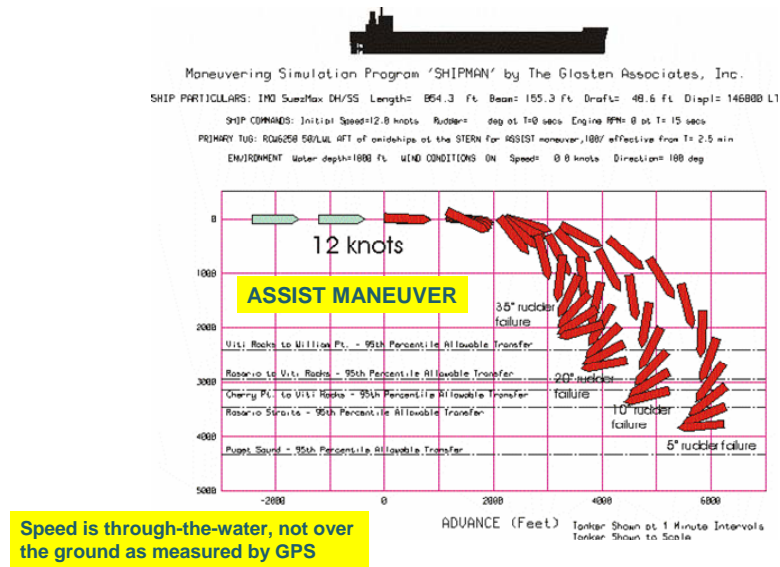 Maneuvering Simulation Program 'SHIPMAN' by The Glosten Associates, Inc.
SHIP PARTICULARS: IMO SuezMax DH/SS Length= 854.3 ft Beam= 155.3 ft Draft= 48.6 ft Displ= 146800 LT
SHIP COMMANDS: Initial Speed=12.0 knots Rudder= deg at T=0 secs Engine RPM= 0 at T= 15 secs
PRIMARY TUG: AFT of amidships at the STERN for ASSIST maneuver, effective from T= 2.5 min
ENVIRONMENT Water depth=1000 ft WIND CONDITIONS ON Speed= 0.0 knots Direction= 180 deg
0
12 knots
1000
ASSIST MANEUVER
35° rudder
failure
2000
Viti Rocks to William Pt. - 95th Percentile Allowable Transfer
Rosario to Viti Rocks - 95th Percentile Allowable Transfer
3000
20° rudder
failure
Cherry Pt. to Viti Rocks - 95th Percentile Allowable Transfer
Rosario Straits - 95th Percentile Allowable Transfer
10° rudder
failure
4000
5° rudder failure
Puget Sound - 95th Percentile Allowable Transfer
5000
-2000 0 2000 4000 6000
ADVANCE (Feet)
Tanker Shown at 1 Minute Intervals
Tanker Shown to Scale
Speed is through-the-water, not over
the ground as measured by GPS